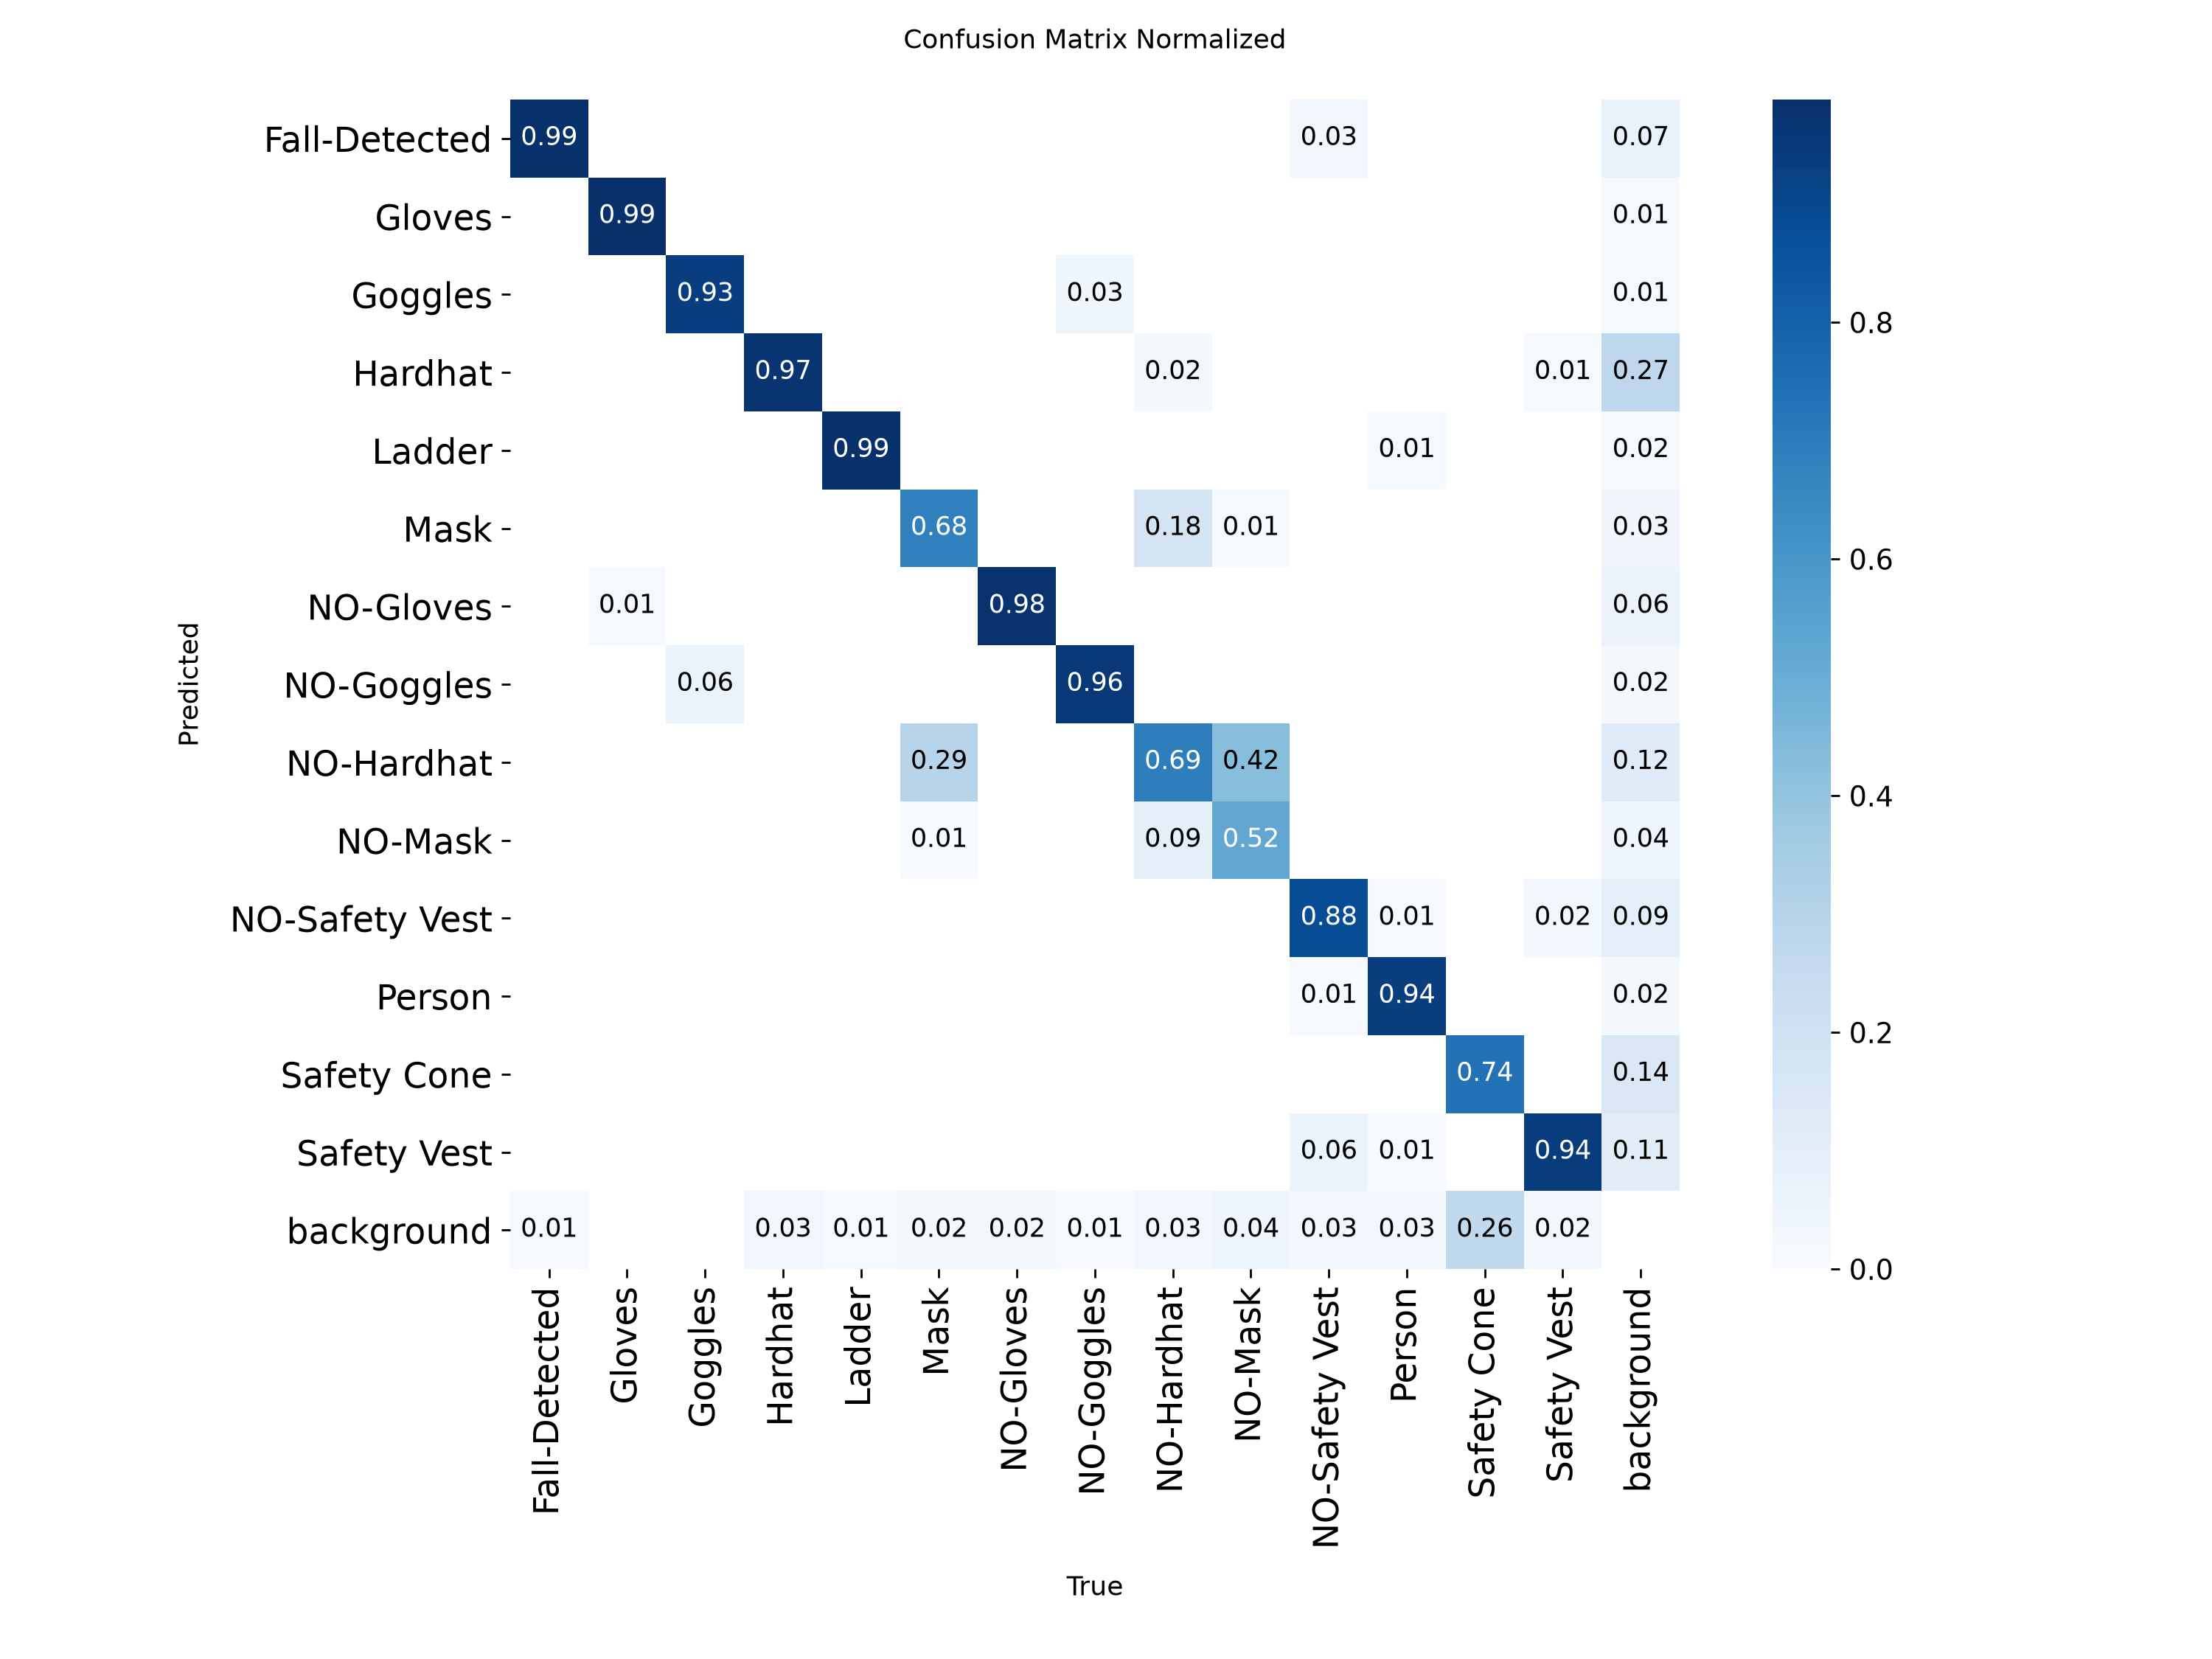 Confusion Matrix Normalized
Fall-Detected 0.99 0.03 0.07
Gloves 0.99 0.01
Goggles 0.93 0.03 0.01
Hardhat 0.97 0.02 0.01 0.27
0.8
Ladder 0.99 0.01 0.02
Mask 0.68 0.18 0.01 0.03
0.6
NO-Gloves 0.01 0.98 0.06
Predicted
NO-Goggles 0.06 0.96 0.02
NO-Hardhat 0.29 0.69 0.42 0.12
0.4
NO-Mask 0.01 0.09 0.52 0.04
NO-Safety Vest 0.88 0.01 0.02 0.09
Person 0.01 0.94 0.02
0.2
Safety Cone 0.74 0.14
Safety Vest 0.06 0.01 0.94 0.11
background 0.01 0.03 0.01 0.02 0.02 0.01 0.03 0.04 0.03 0.03 0.26 0.02
0.0
Fall-Detected
Gloves
Goggles
Hardhat
Ladder
Mask
NO-Gloves
NO-Goggles
NO-Hardhat
NO-Mask
NO-Safety Vest
Person
Safety Cone
Safety Vest
background
True